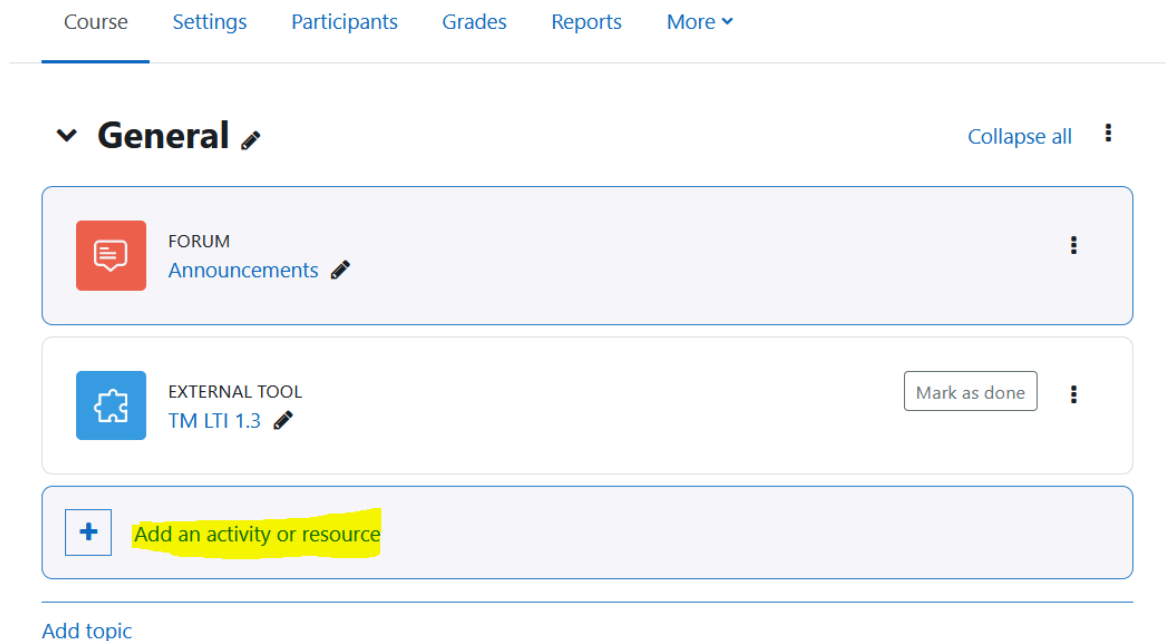 Course Settings Participants Grades Reports More
General
Collapse all
FORUM
Announcements
EXTERNAL TOOL
TM LTI 1.3
Mark as done
Add an activity or resource
Add topic